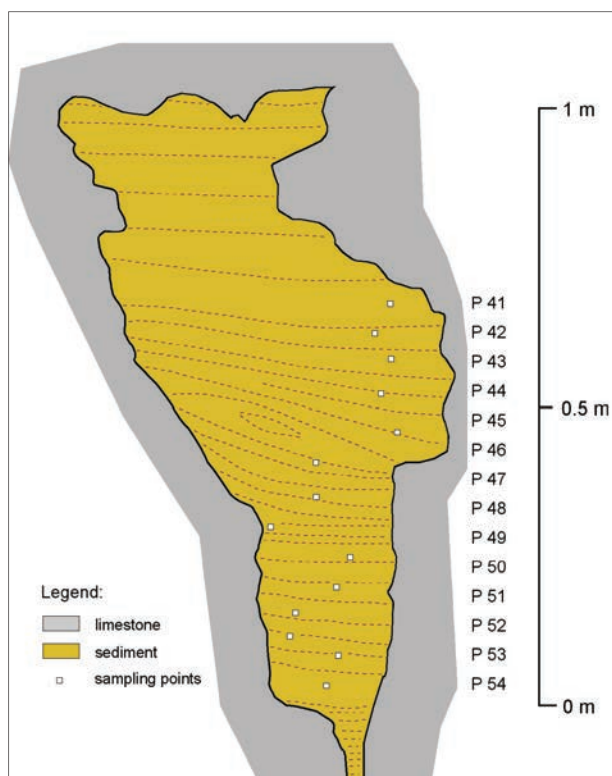 1 m
P 41
P 42
P 43
P 44
0.5 m
P 45
P 46
P 47
P 48
P 49
P 50
Legend:
P 51
limestone
P 52
sediment
P 53
sampling points
P 54
0 m